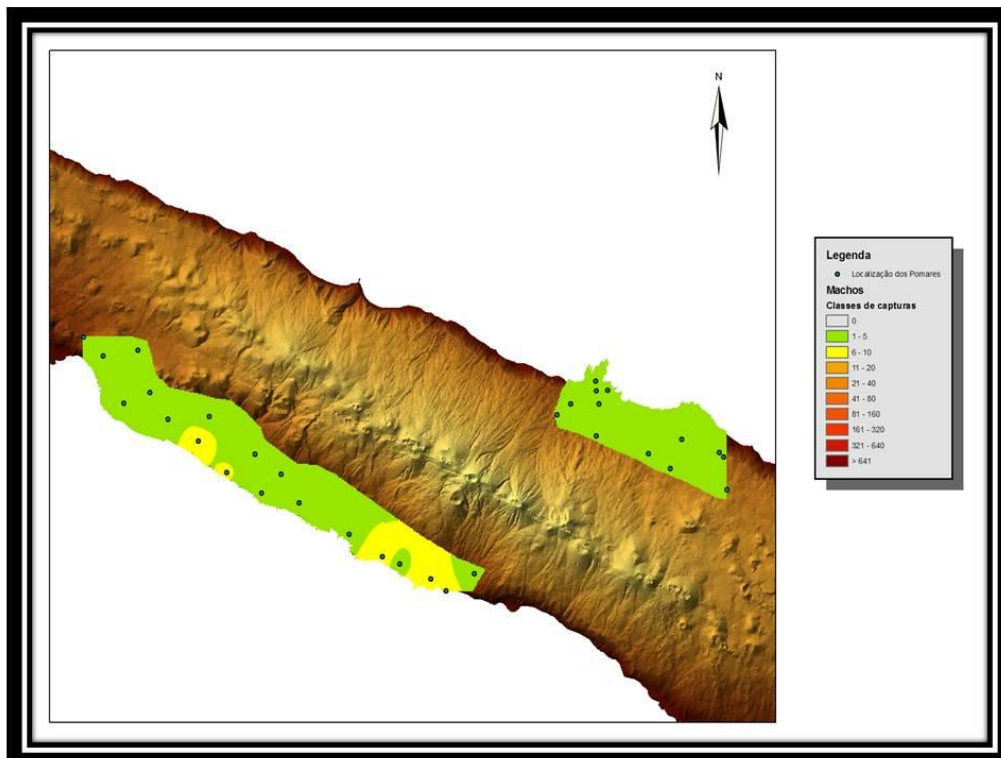 N
Legenda
Localização dos Pomares
Machos
Classes de capturas
0
1 - 5
6 - 10
11 - 20
21 - 40
41 - 80
81 - 160
161 - 320
321 - 640
> 641